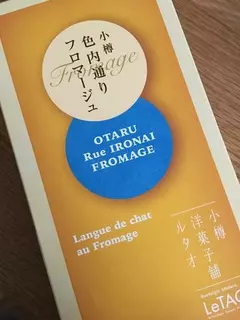 小樽
色内通り
フロマージュ
Fromage
OTARU
Rue IRONAI
FROMAGE
Langue de chat
au Fromage
小樽
洋菓子舗
ルタオ
LeTAO